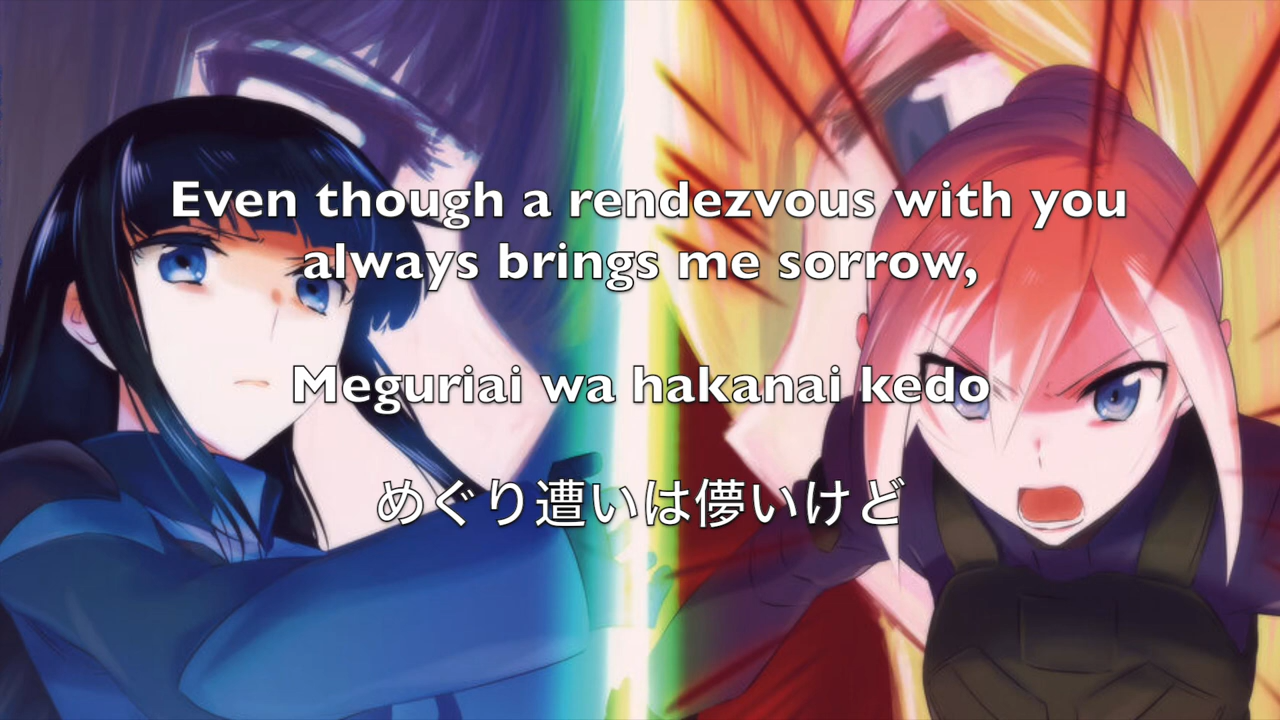 Even though a rendezvous with you
always brings me sorrow,
Meguriai wa hakanai kedo
めぐり遭いは儚いけど